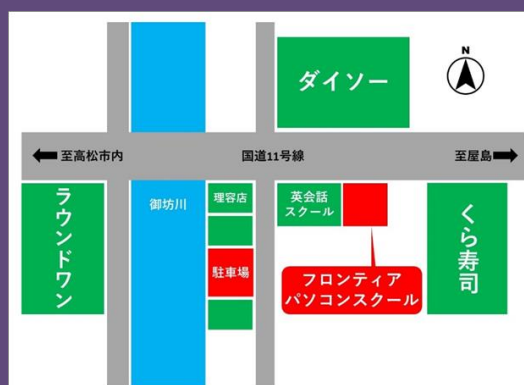 N
ダイソー
至高松市内
国道11号線
至屋島
ラウンドワン
御坊川
理容店
英会話
スクール
くら寿司
駐車場
フロンティア
パソコンスクール